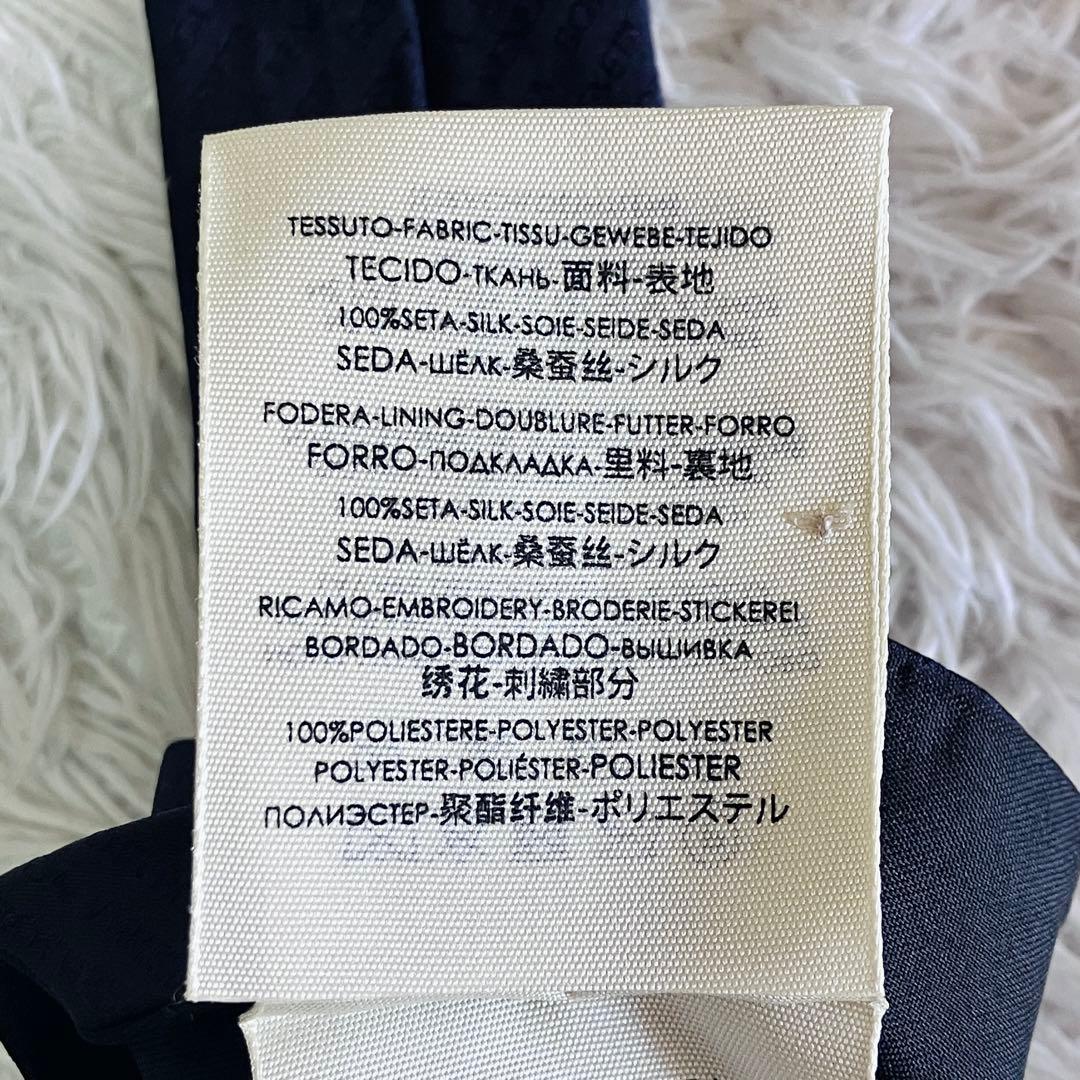 TESSUTO-FABRIC-TISSU-GEWEBE-TEJIDO
TECIDO-ТКАНЬ-面料-表地
100%SETA-SILK-SOIE-SEIDE-SEDA
SEDA-ШЁЛК-桑蚕丝-シルク
FODERA-LINING-DOUBLURE-FUTTER-FORRO
FORRO-ПОДКЛАДКА-里料-裏地
100%SETA-SILK-SOIE-SEIDE-SEDA
SEDA-ШЁЛК-桑蚕丝-シルク
RICAMO-EMBROIDERY-BRODERIE-STICKEREI
BORDADO-BORDADO-ВЫШИВКА
绣花-刺繍部分
100%POLIESTERE-POLYESTER-POLYESTER
POLYESTER-POLIÉSTER-POLIESTER
ПОЛИЭСТЕР-聚酯纤维-ポリエステル